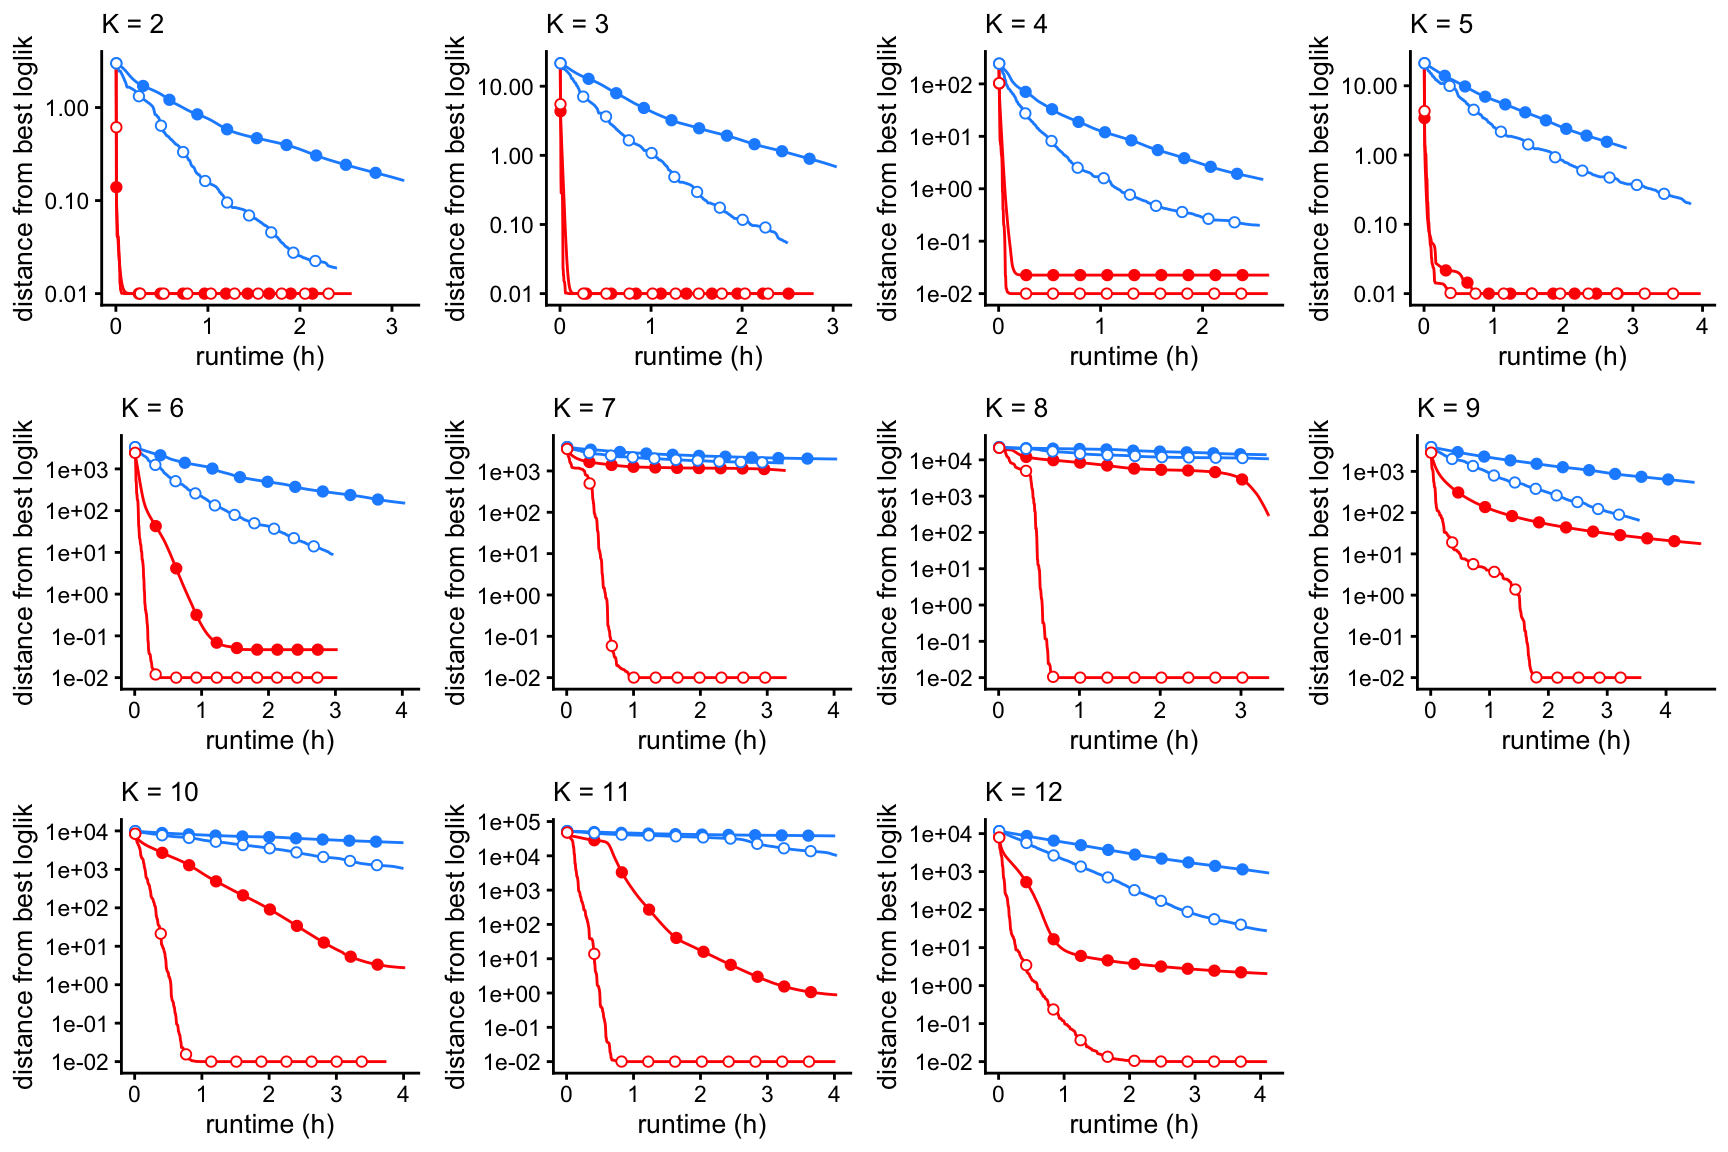 K = 2
distance from best loglik
1.00
0.10
0.01
0 1 2 3
runtime (h)
K = 3
distance from best loglik
10.00
1.00
0.10
0.01
0 1 2 3
runtime (h)
K = 4
distance from best loglik
1e+02
1e+01
1e+00
1e-01
1e-02
0 1 2
runtime (h)
K = 5
distance from best loglik
10.00
1.00
0.10
0.01
0 1 2 3 4
runtime (h)
K = 6
distance from best loglik
1e+03
1e+02
1e+01
1e+00
1e-01
1e-02
0 1 2 3 4
runtime (h)
K = 7
distance from best loglik
1e+03
1e+02
1e+01
1e+00
1e-01
1e-02
0 1 2 3 4
runtime (h)
K = 8
distance from best loglik
1e+04
1e+03
1e+02
1e+01
1e+00
1e-01
1e-02
0 1 2 3
runtime (h)
K = 9
distance from best loglik
1e+03
1e+02
1e+01
1e+00
1e-01
1e-02
0 1 2 3 4
runtime (h)
K = 10
distance from best loglik
1e+04
1e+03
1e+02
1e+01
1e+00
1e-01
1e-02
0 1 2 3 4
runtime (h)
K = 11
distance from best loglik
1e+05
1e+04
1e+03
1e+02
1e+01
1e+00
1e-01
1e-02
0 1 2 3 4
runtime (h)
K = 12
distance from best loglik
1e+04
1e+03
1e+02
1e+01
1e+00
1e-01
1e-02
0 1 2 3 4
runtime (h)